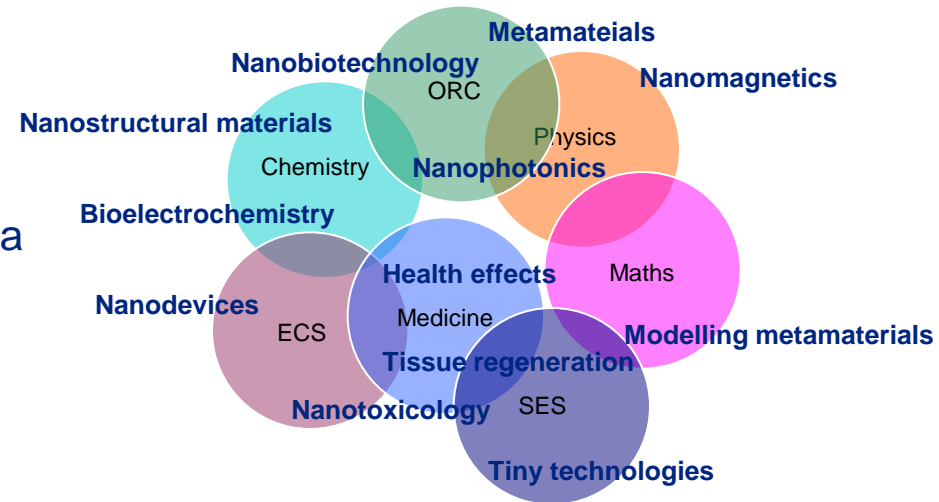 Metamateials
Nanobiotechnology
Nanomagnetics
ORC
Nanostructural materials
Physics
Chemistry
Nanophotonics
Bioelectrochemistry
a
Health effects
Maths
Nanodevices
Medicine
ECS
Modelling metamaterials
Tissue regeneration
Nanotoxicology
SES
Tiny technologies